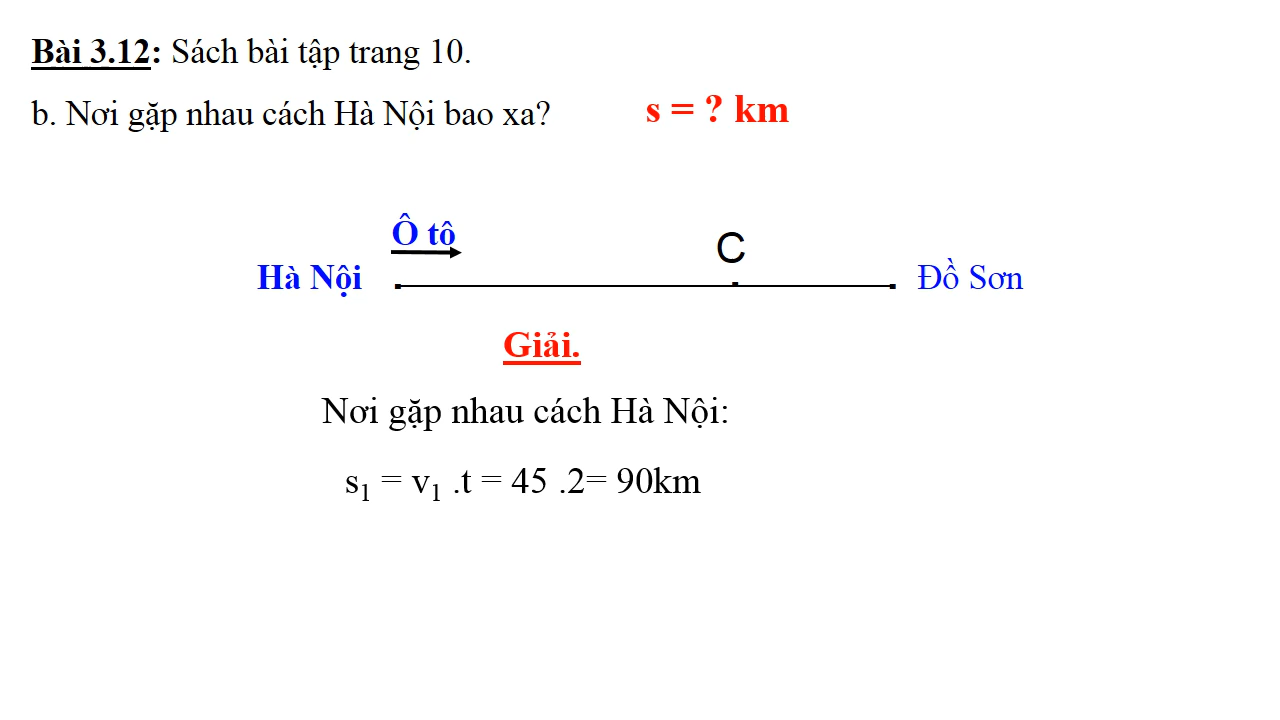 Bài 3.12: Sách bài tập trang 10.
b. Nơi gặp nhau cách Hà Nội bao xa? s = ? km
Ô tô
C
Hà Nội Đồ Sơn
Giải.
Nơi gặp nhau cách Hà Nội:
s₁ = v₁ .t = 45 .2= 90km